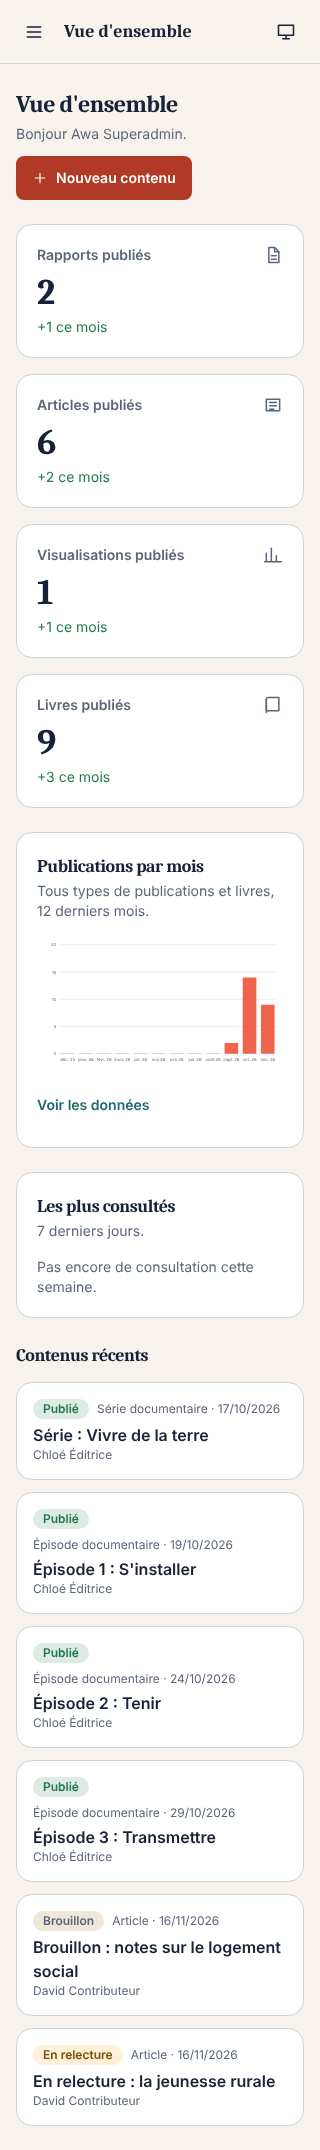 Vue d'ensemble
Vue d'ensemble
Bonjour Awa Superadmin.
Nouveau contenu
Rapports publiés
2
+1 ce mois
Articles publiés
6
+2 ce mois
Visualisations publiés
1
+1 ce mois
Livres publiés
9
+3 ce mois
Publications par mois
Tous types de publications et livres,
12 derniers mois.
Voir les données
Les plus consultés
7 derniers jours.
Pas encore de consultation cette
semaine.
Contenus récents
Publié Série documentaire · 17/10/2026
Série : Vivre de la terre
Chloé Éditrice
Publié
Épisode documentaire · 19/10/2026
Épisode 1 : S'installer
Chloé Éditrice
Publié
Épisode documentaire · 24/10/2026
Épisode 2 : Tenir
Chloé Éditrice
Publié
Épisode documentaire · 29/10/2026
Épisode 3 : Transmettre
Chloé Éditrice
Brouillon Article · 16/11/2026
Brouillon : notes sur le logement
social
David Contributeur
En relecture Article · 16/11/2026
En relecture : la jeunesse rurale
David Contributeur